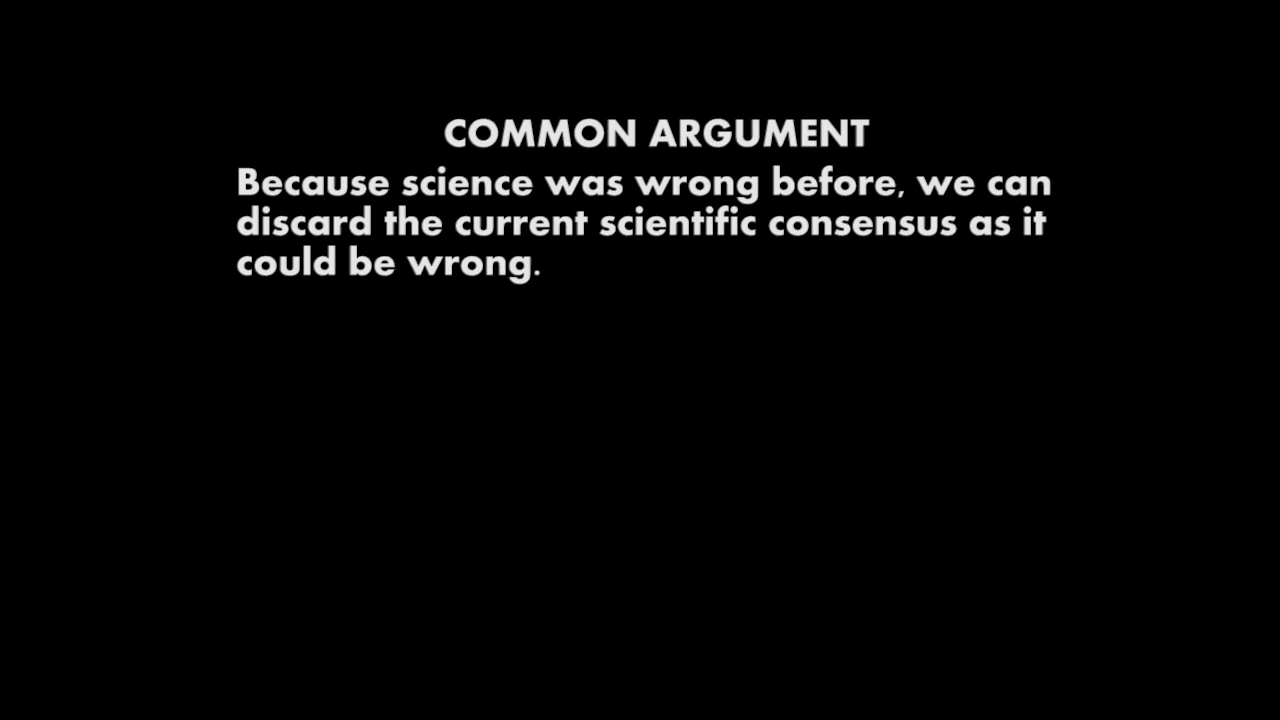 COMMON ARGUMENT
Because science was wrong before, we can
discard the current scientific consensus as it
could be wrong.